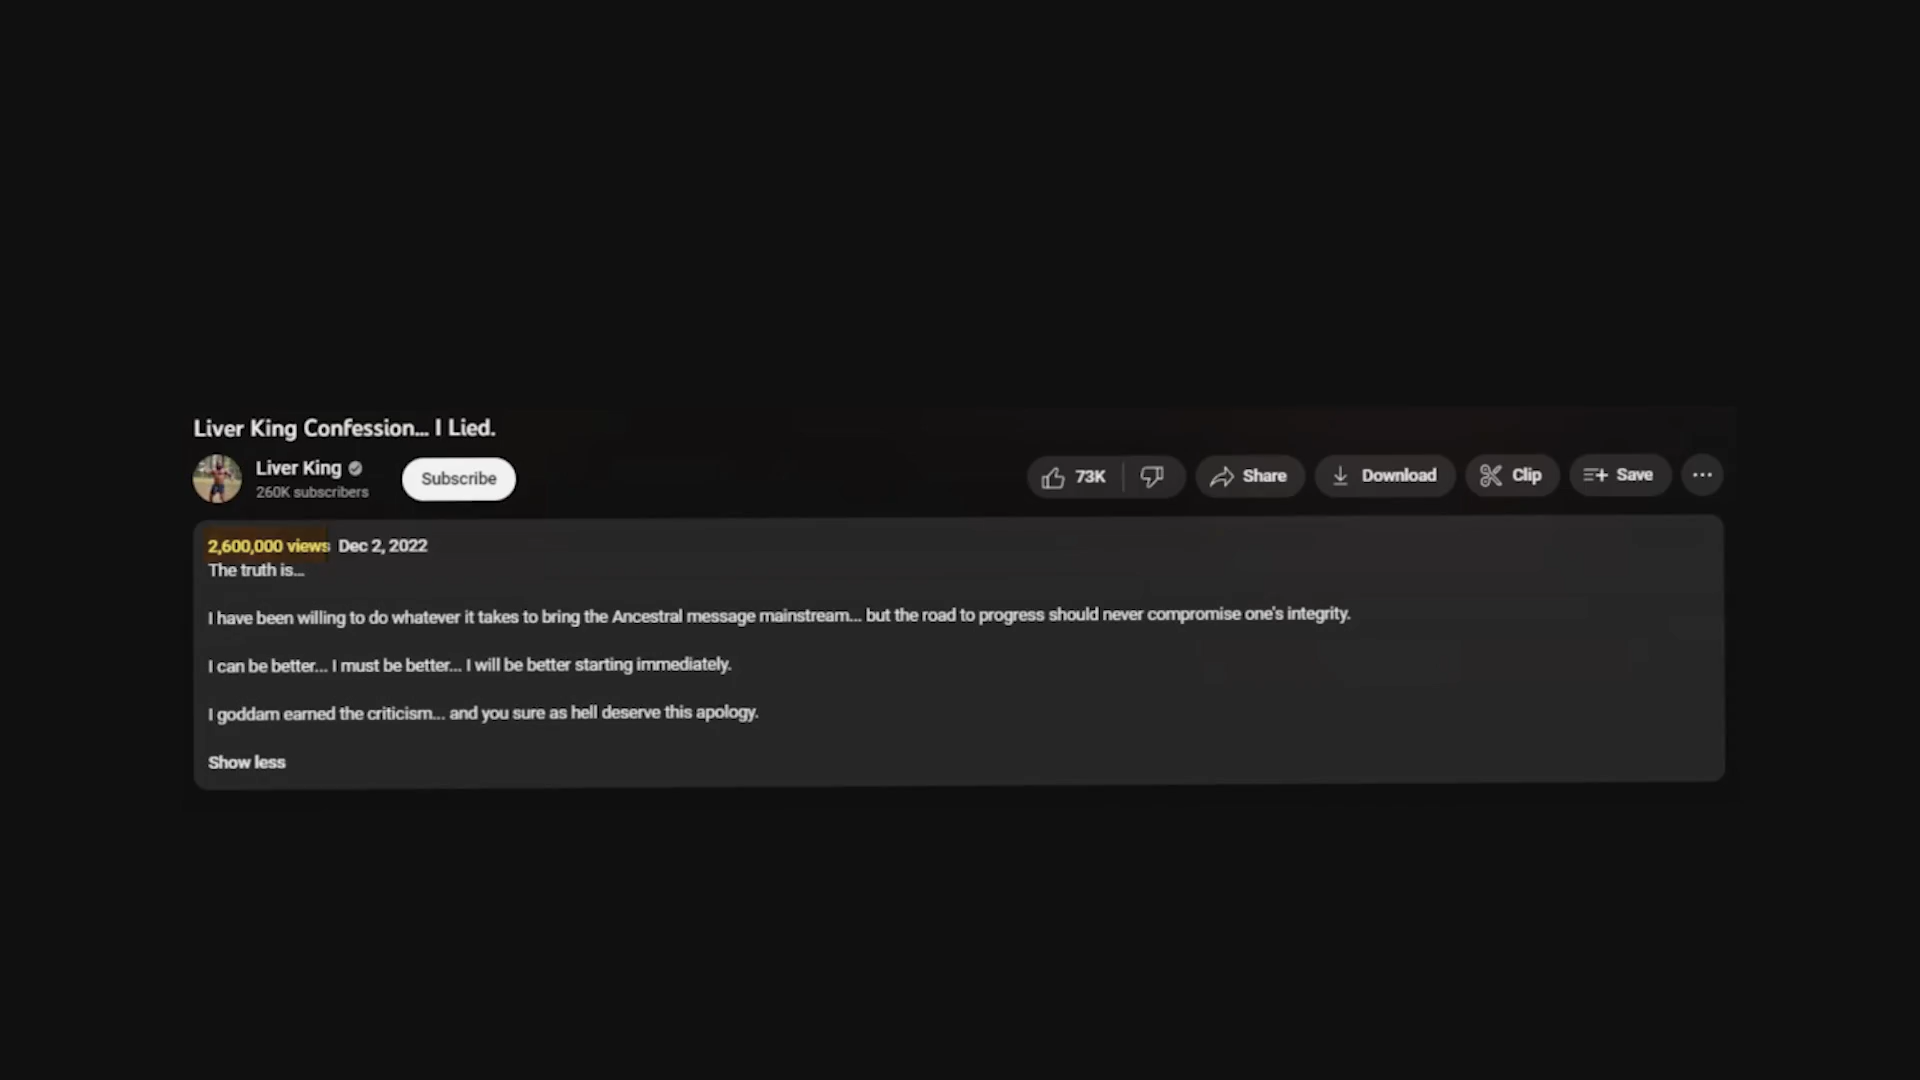 Liver King Confession... I Lied.
Liver King
260K subscribers
Subscribe
73K
Share
Download
Clip
Save
2,600,000 views Dec 2, 2022
The truth is...
I have been willing to do whatever it takes to bring the Ancestral message mainstream... but the road to progress should never compromise one's integrity.
I can be better... I must be better... I will be better starting immediately.
I goddam earned the criticism... and you sure as hell deserve this apology.
Show less